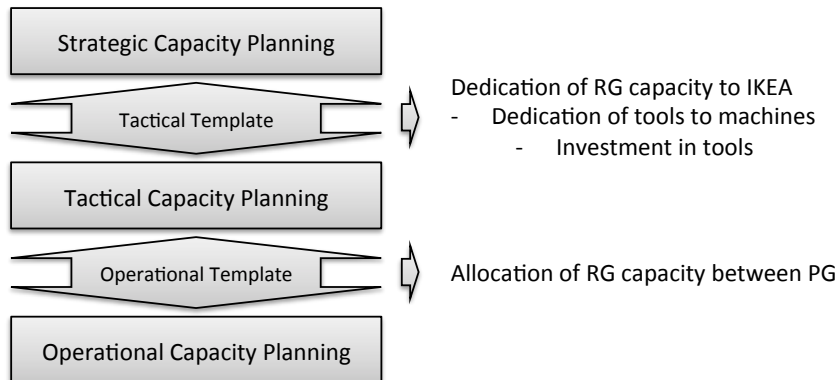 Strategic Capacity Planning
Tactical Template
Dedication of RG capacity to IKEA
- Dedication of tools to machines
- Investment in tools
Tactical Capacity Planning
Operational Template
Allocation of RG capacity between PG
Operational Capacity Planning